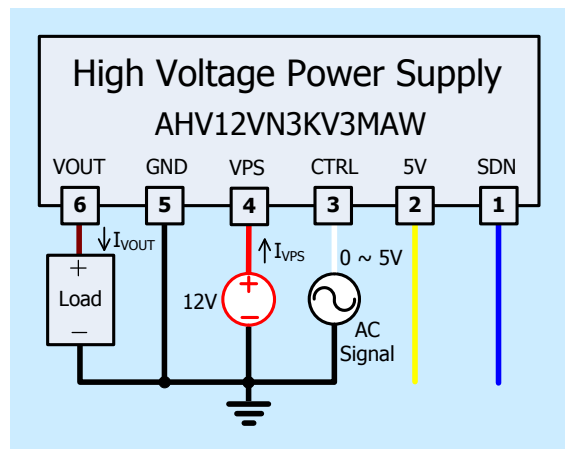 High Voltage Power Supply
AHV12VN3KV3MAW
VOUT GND VPS CTRL 5V SDN
6 5 4 3 2 1
+ IVOUT IVPS 0 ~ 5V
Load 12V + −
− AC
Signal